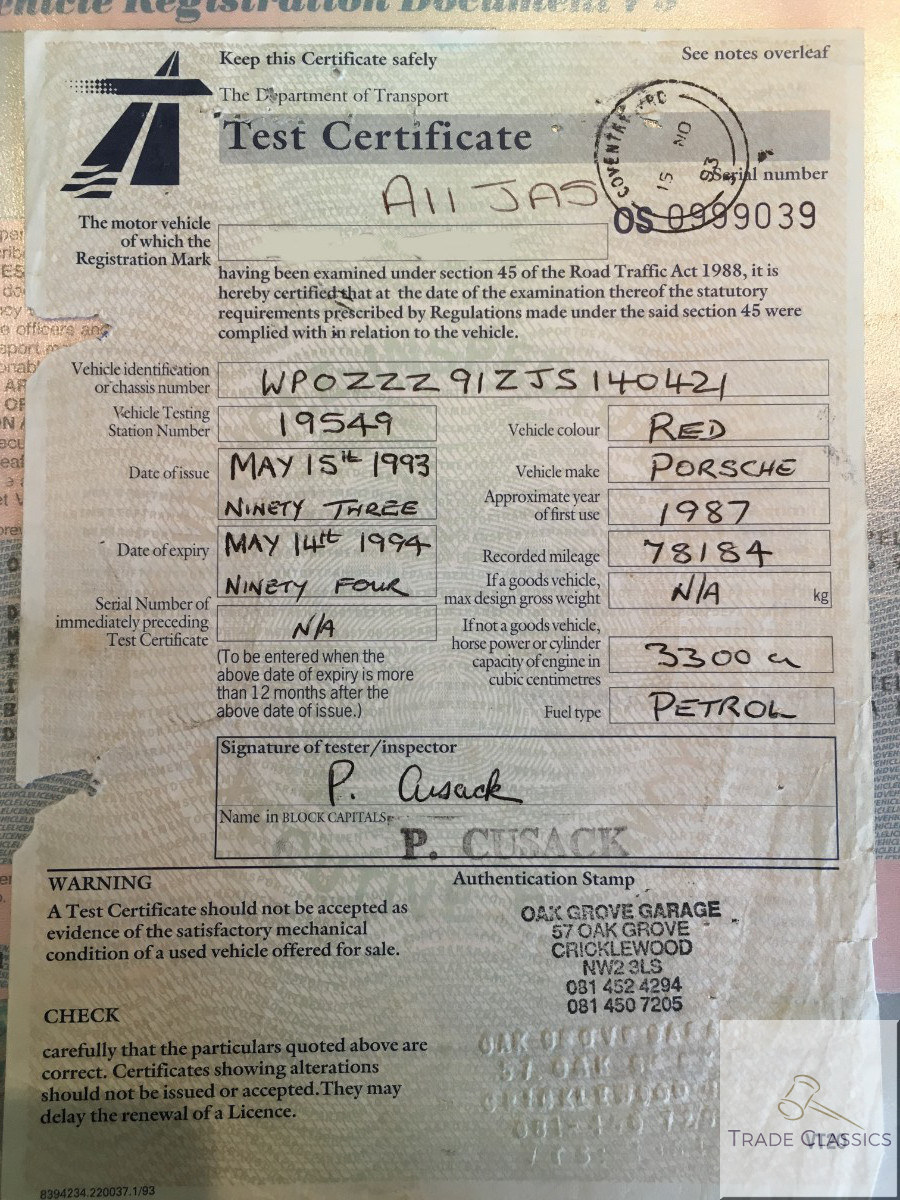 ehicle Registration Document V5
Keep this Certificate safely
See notes overleaf
The Department of Transport
Test Certificate
COVENTRY RD
15 NO 93
Serial number
A11 JAS
OS 0999039
The motor vehicle
of which the
Registration Mark
having been examined under section 45 of the Road Traffic Act 1988, it is
hereby certified that at the date of the examination thereof the statutory
requirements prescribed by Regulations made under the said section 45 were
complied with in relation to the vehicle.
Vehicle identification
or chassis number
WPOZZZ 91ZJS140421
Vehicle Testing
Station Number
19549
Vehicle colour
RED
Date of issue
MAY 15th 1993
NINETY THREE
Vehicle make
PORSCHE
Approximate year
of first use
1987
Date of expiry
MAY 14th 1994
NINETY FOUR
Recorded mileage
78184
If a goods vehicle,
max design gross weight
N/A kg
Serial Number of
immediately preceding
Test Certificate
N/A
(To be entered when the
above date of expiry is more
than 12 months after the
above date of issue.)
If not a goods vehicle,
horse power or cylinder
capacity of engine in
cubic centimetres
3300 cc
Fuel type
PETROL
Signature of tester/inspector
P. Cusack
Name in BLOCK CAPITALS
P. CUSACK
WARNING
A Test Certificate should not be accepted as
evidence of the satisfactory mechanical
condition of a used vehicle offered for sale.
Authentication Stamp
OAK GROVE GARAGE
57 OAK GROVE
CRICKLEWOOD
NW2 3LS
081 452 4294
081 450 7205
CHECK
carefully that the particulars quoted above are
correct. Certificates showing alterations
should not be issued or accepted. They may
delay the renewal of a Licence.
TRADE CLASSICS
VT20
8394234.220037.1/93